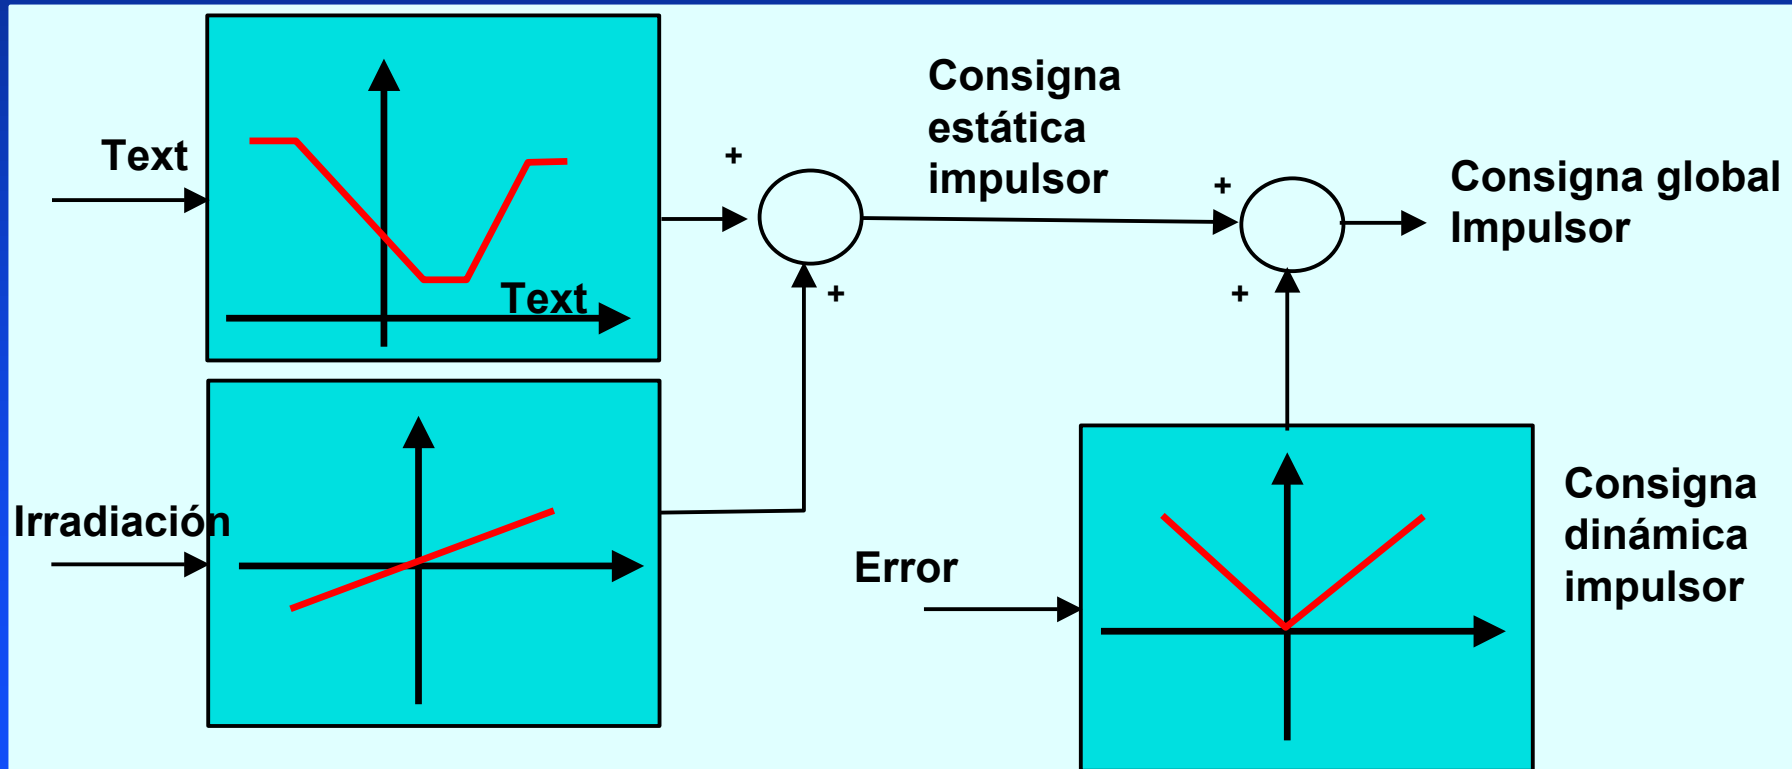 Text
Text
+
+
Irradiación
Consigna
estática
impulsor
+
+
Consigna global
Impulsor
Error
Consigna
dinámica
impulsor